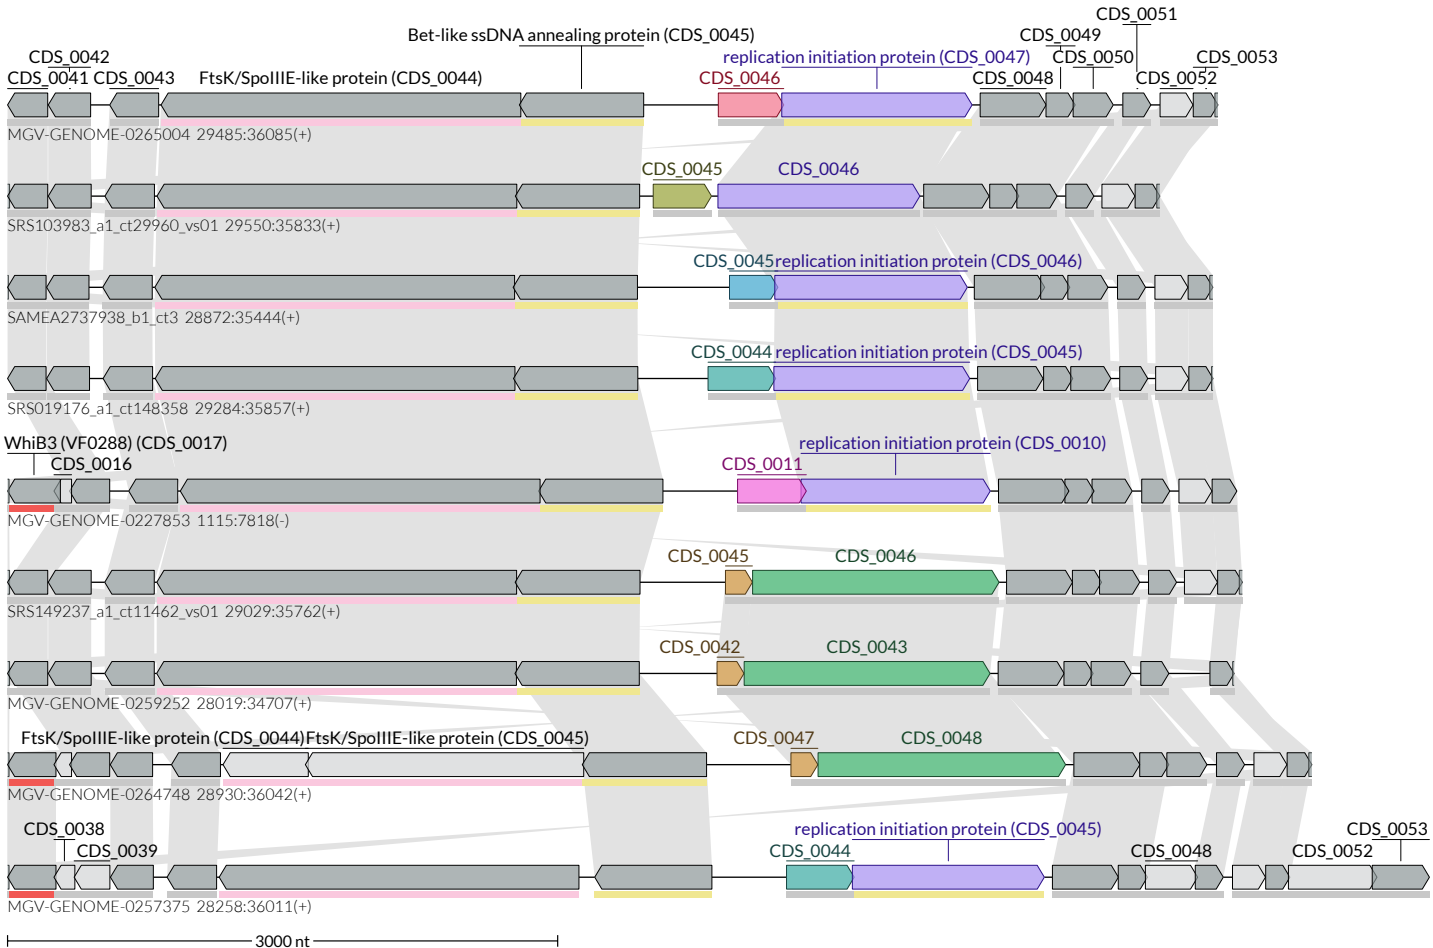 CDS_0051
Bet-like ssDNA annealing protein (CDS_0045) CDS_0049
CDS_0042 replication initiation protein (CDS_0047) CDS_0050 CDS_0053
CDS_0041 CDS_0043 FtsK/SpoIIIE-like protein (CDS_0044) CDS_0046 CDS_0048 CDS_0052
MGV-GENOME-0265004 29485:36085(+)
CDS_0045 CDS_0046
SRS103983_a1_ct29960_vs01 29550:35833(+)
CDS_0045 replication initiation protein (CDS_0046)
SAMEA2737938_b1_ct3 28872:35444(+)
CDS_0044 replication initiation protein (CDS_0045)
SRS019176_a1_ct148358 29284:35857(+)
WhiB3 (VF0288) (CDS_0017) replication initiation protein (CDS_0010)
CDS_0016 CDS_0011
MGV-GENOME-0227853 1115:7818(-)
CDS_0045 CDS_0046
SRS149237_a1_ct11462_vs01 29029:35762(+)
CDS_0042 CDS_0043
MGV-GENOME-0259252 28019:34707(+)
FtsK/SpoIIIE-like protein (CDS_0044) FtsK/SpoIIIE-like protein (CDS_0045) CDS_0047 CDS_0048
MGV-GENOME-0264748 28930:36042(+)
CDS_0038 replication initiation protein (CDS_0045) CDS_0053
CDS_0039 CDS_0044 CDS_0048 CDS_0052
MGV-GENOME-0257375 28258:36011(+)
3000 nt